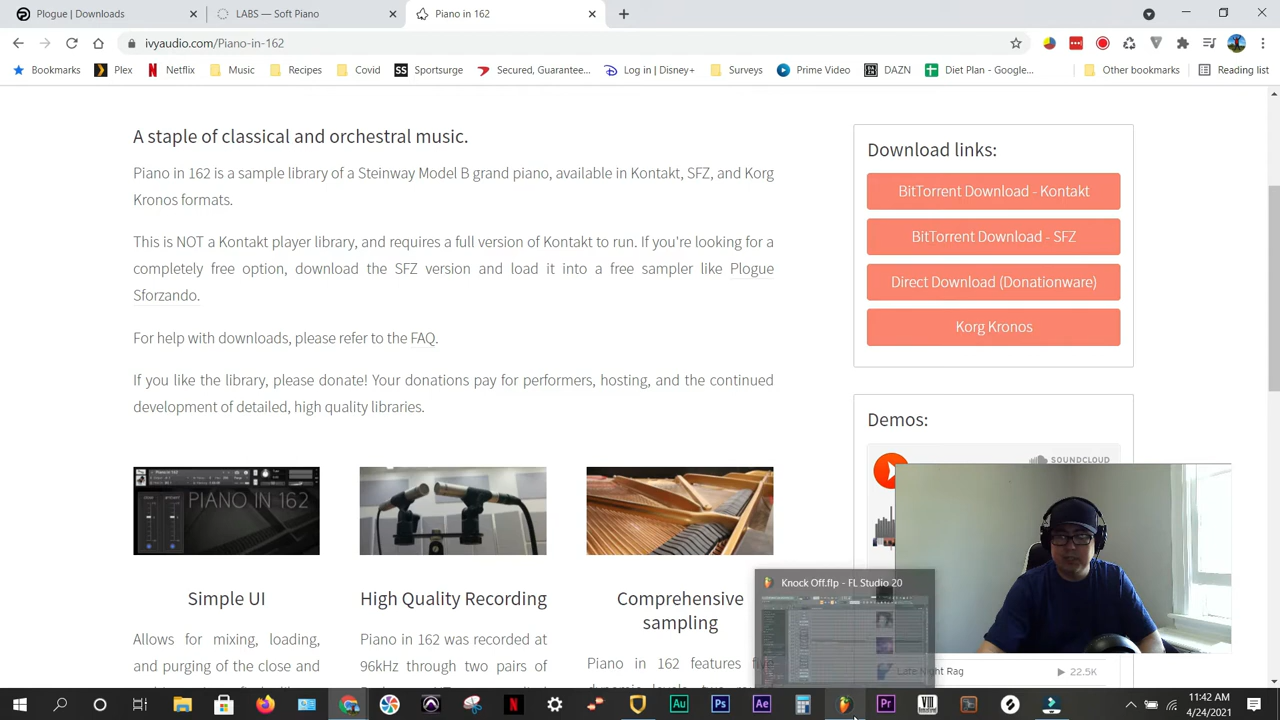 Plogue | Downloads
LABS — Soft Piano
Piano in 162
ivyaudio.com/Piano-in-162
Bookmarks
Plex
Netflix
Music
Recipes
Covid
Sportsurge
Secured, Guarantee...
Log in | Disney+
Surveys
Prime Video
DAZN
Diet Plan - Google...
Other bookmarks
Reading list
A staple of classical and orchestral music.
Piano in 162 is a sample library of a Steinway Model B grand piano, available in Kontakt, SFZ, and Korg
Kronos formats.
This is NOT a Kontakt player library, and requires a full version of Kontakt to run. If you're looking for a
completely free option, download the SFZ version and load it into a free sampler like Plogue
Sforzando.
For help with downloads, please refer to the FAQ.
If you like the library, please donate! Your donations pay for performers, hosting, and the continued
development of detailed, high quality libraries.
Download links:
BitTorrent Download - Kontakt
BitTorrent Download - SFZ
Direct Download (Donationware)
Korg Kronos
Demos:
SOUNDCLOUD
PIANO IN 162
Simple UI
Allows for mixing, loading,
and purging of the close and
High Quality Recording
Piano in 162 was recorded at
96kHz through two pairs of
Comprehensive
sampling
Piano in 162 features
Knock Off.flp - FL Studio 20
Late Night Rag
22.5K
11:42 AM
4/24/2021